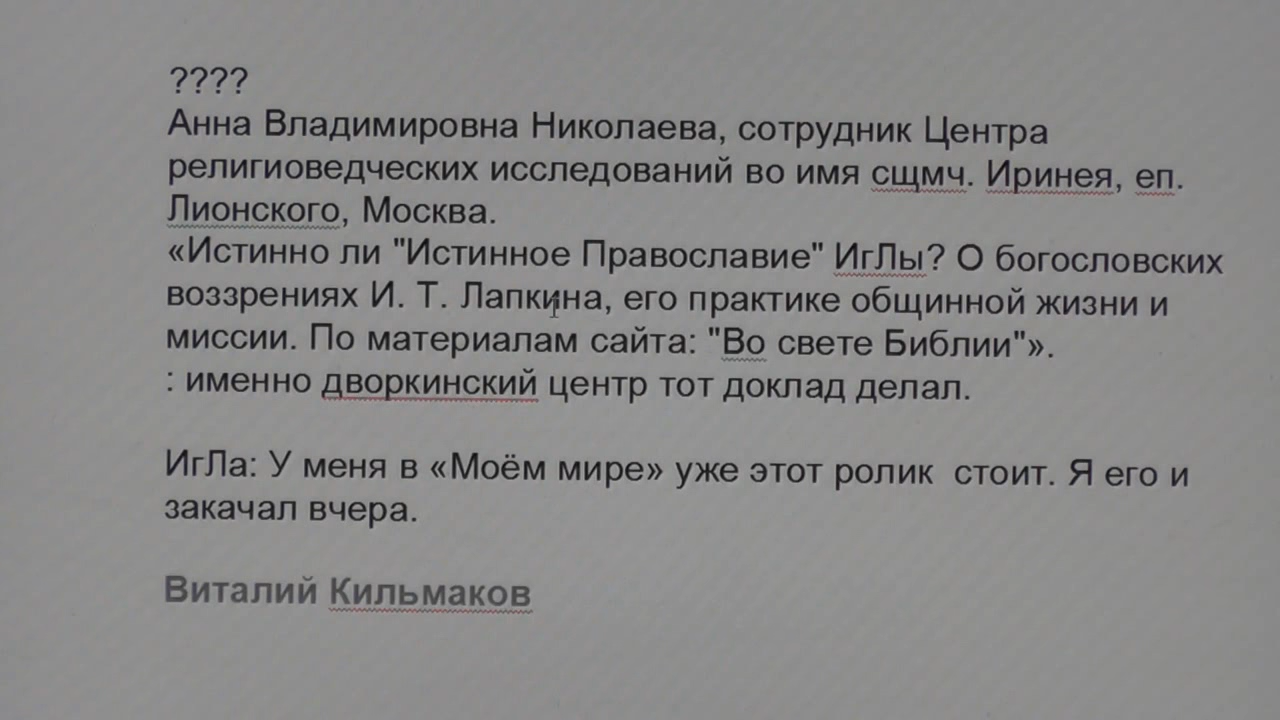 ????
Анна Владимировна Николаева, сотрудник Центра
религиоведческих исследований во имя сщмч. Иринея, еп.
Лионского, Москва.
«Истинно ли "Истинное Православие" ИгЛы? О богословских
воззрениях И. Т. Лапкина, его практике общинной жизни и
миссии. По материалам сайта: "Во свете Библии"».
: именно дворкинский центр тот доклад делал.
ИгЛа: У меня в «Моём мире» уже этот ролик  стоит. Я его и
закачал вчера.
Виталий Кильмаков